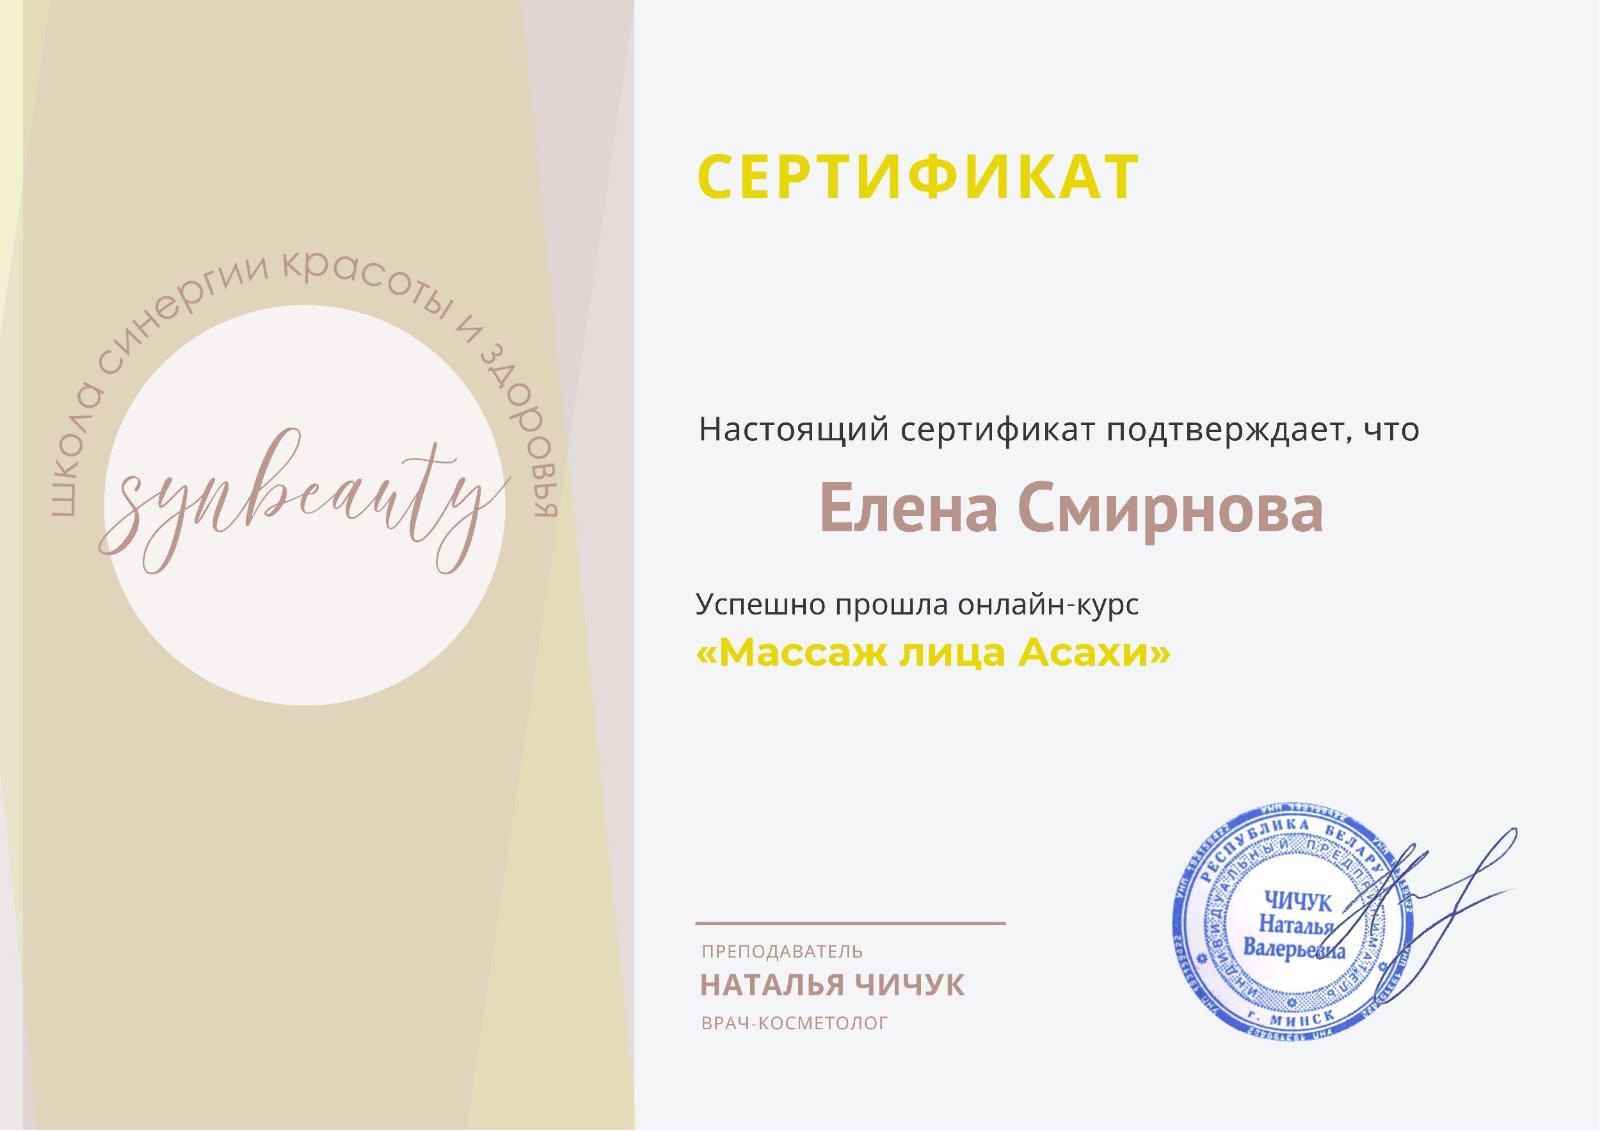 школа синергии красоты и здоровья
synbeauty
СЕРТИФИКАТ
Настоящий сертификат подтверждает, что
Елена Смирнова
Успешно прошла онлайн-курс
«Массаж лица Асахи»
ПРЕПОДАВАТЕЛЬ
НАТАЛЬЯ ЧИЧУК
ВРАЧ-КОСМЕТОЛОГ
РЕСПУБЛИКА БЕЛАРУСЬ
ИНДИВИДУАЛЬНЫЙ ПРЕДПРИНИМАТЕЛЬ
ЧИЧУК
Наталья
Валерьевна
г. МИНСК